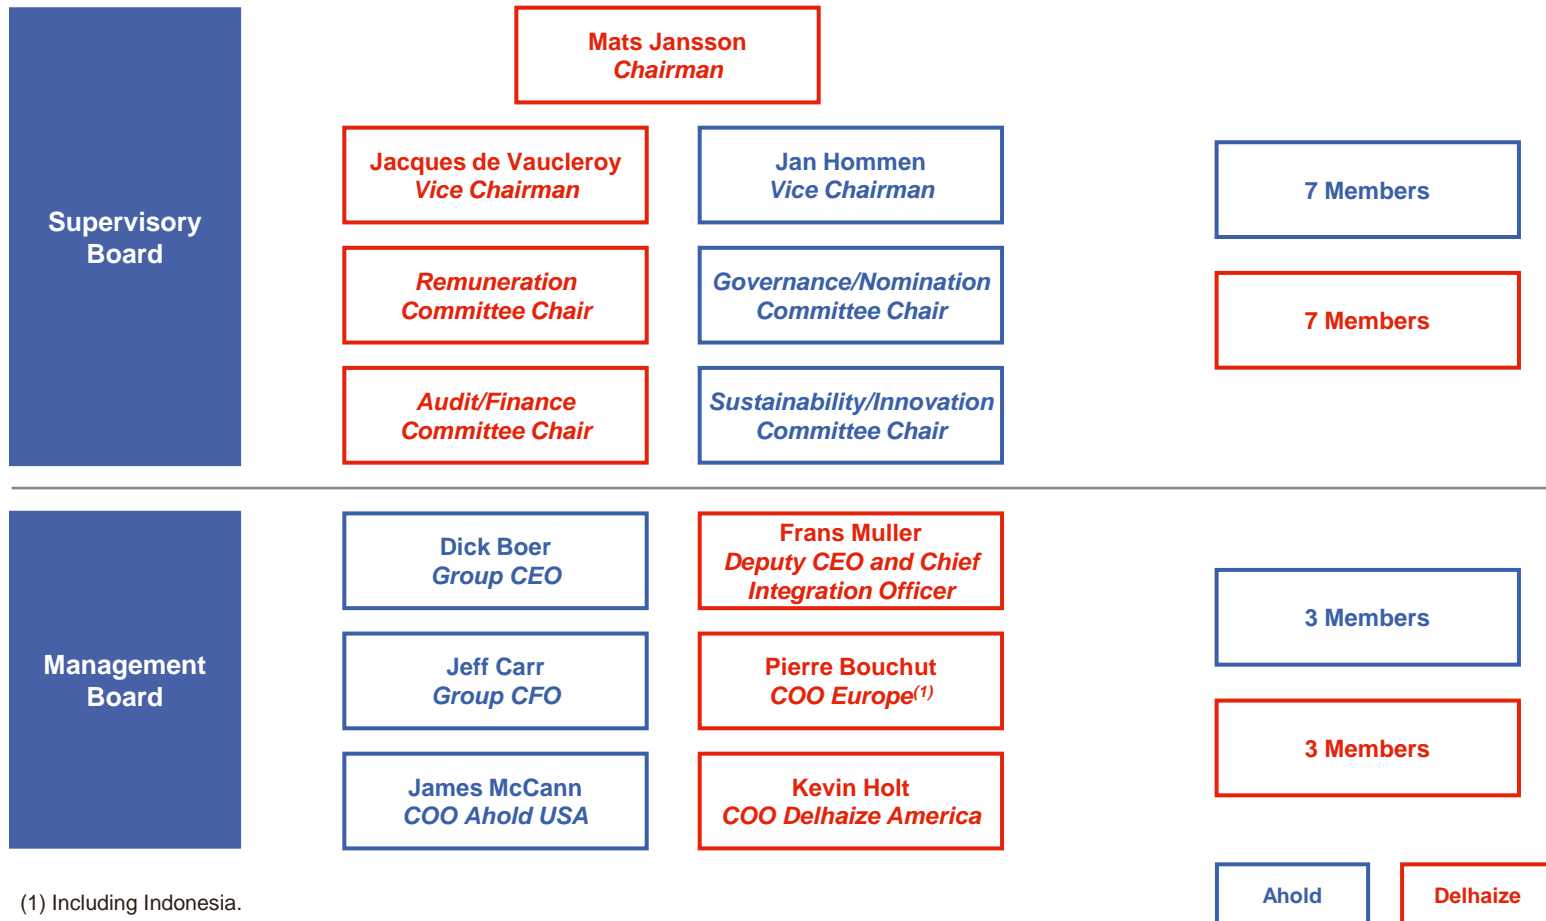 Mats Jansson
Chairman
Supervisory
Board
Jacques de Vaucleroy
Vice Chairman
Jan Hommen
Vice Chairman
7 Members
Remuneration
Committee Chair
Governance/Nomination
Committee Chair
7 Members
Audit/Finance
Committee Chair
Sustainability/Innovation
Committee Chair
Management
Board
Dick Boer
Group CEO
Frans Muller
Deputy CEO and Chief
Integration Officer
3 Members
Jeff Carr
Group CFO
Pierre Bouchut
COO Europe(1)
3 Members
James McCann
COO Ahold USA
Kevin Holt
COO Delhaize America
(1) Including Indonesia.
Ahold
Delhaize